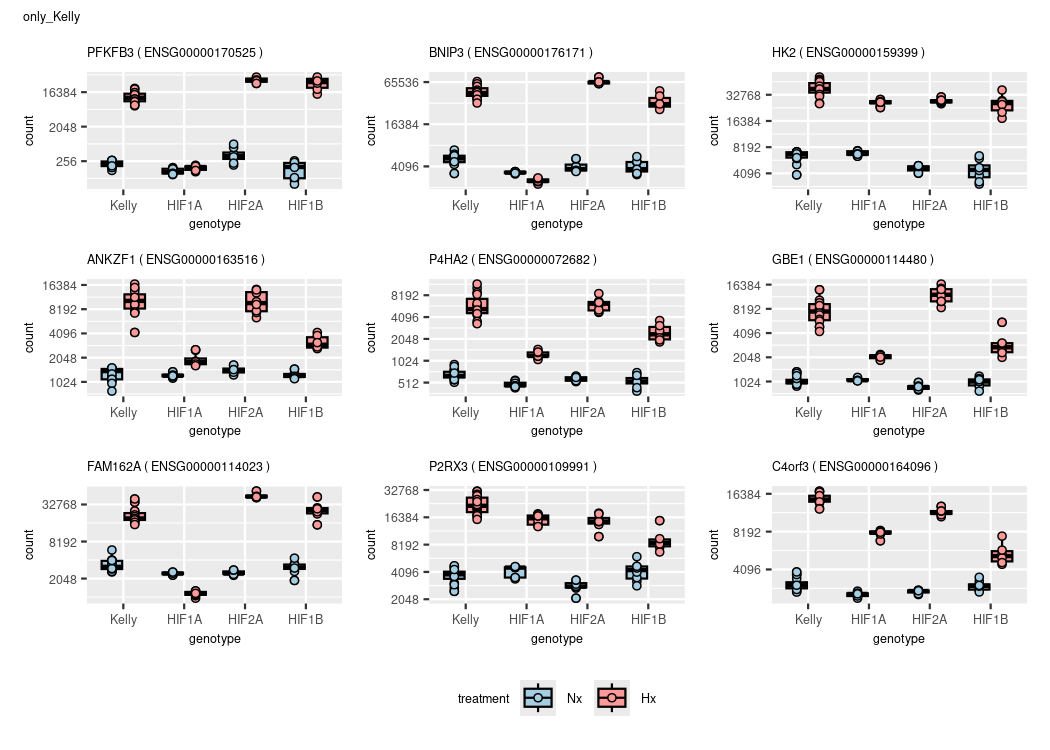 only_Kelly
PFKFB3 ( ENSG00000170525 )
BNIP3 ( ENSG00000176171 )
HK2 ( ENSG00000159399 )
count
16384
2048
256
Kelly HIF1A HIF2A HIF1B
genotype
count
65536
16384
4096
Kelly HIF1A HIF2A HIF1B
genotype
count
32768
16384
8192
4096
Kelly HIF1A HIF2A HIF1B
genotype
ANKZF1 ( ENSG00000163516 )
P4HA2 ( ENSG00000072682 )
GBE1 ( ENSG00000114480 )
count
16384
8192
4096
2048
1024
Kelly HIF1A HIF2A HIF1B
genotype
count
8192
4096
2048
1024
512
Kelly HIF1A HIF2A HIF1B
genotype
count
16384
8192
4096
2048
1024
Kelly HIF1A HIF2A HIF1B
genotype
FAM162A ( ENSG00000114023 )
P2RX3 ( ENSG00000109991 )
C4orf3 ( ENSG00000164096 )
count
32768
8192
2048
Kelly HIF1A HIF2A HIF1B
genotype
count
32768
16384
8192
4096
2048
Kelly HIF1A HIF2A HIF1B
genotype
count
16384
8192
4096
Kelly HIF1A HIF2A HIF1B
genotype
treatment Nx Hx